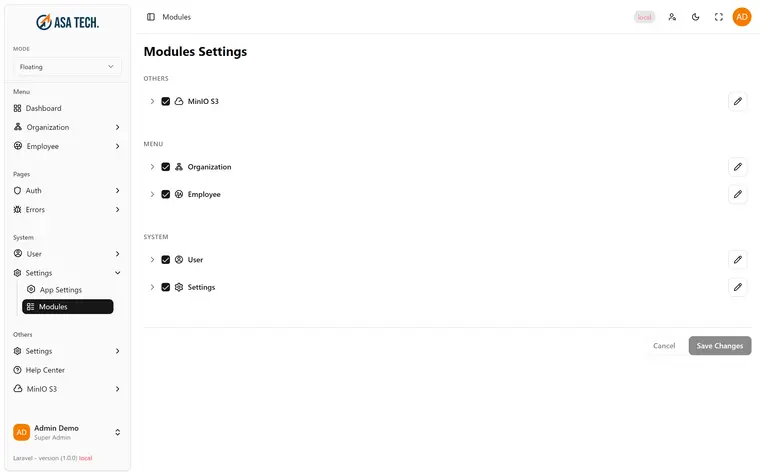 ASA TECH.
MODE
Floating
Menu
Dashboard
Organization
Employee
Pages
Auth
Errors
System
User
Settings
App Settings
Modules
Others
Settings
Help Center
MinIO S3
AD
Admin Demo
Super Admin
Laravel - version (1.0.0) local
Modules
local
AD
Modules Settings
OTHERS
MinIO S3
MENU
Organization
Employee
SYSTEM
User
Settings
Cancel
Save Changes